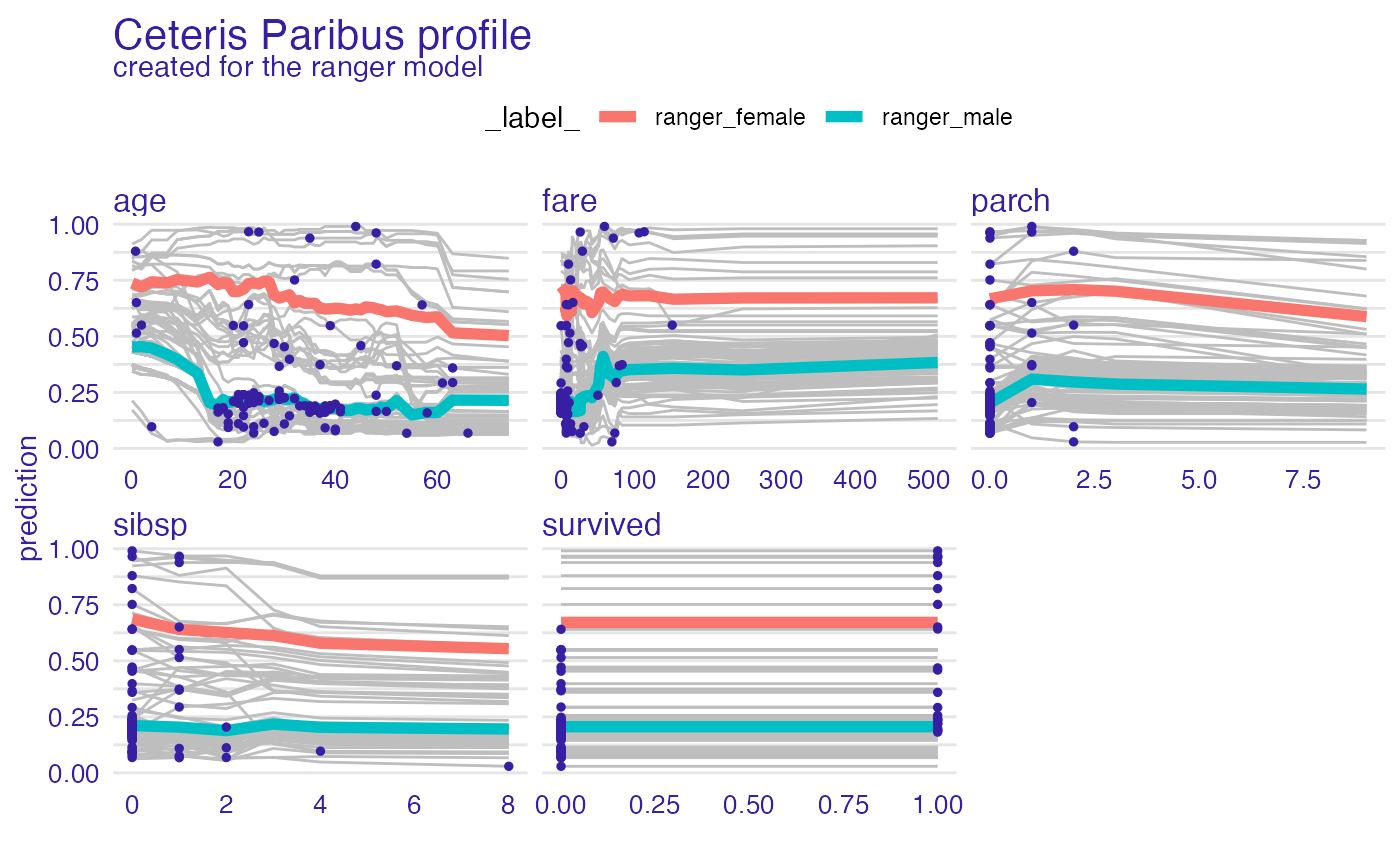 Ceteris Paribus profile
created for the ranger model
_label_ ranger_female ranger_male
age fare parch
1.00
0.75
0.50
0.25
0.00
0 20 40 60 0 100 200 300 400 500 0.0 2.5 5.0 7.5
prediction
sibsp survived
1.00
0.75
0.50
0.25
0.00
0 2 4 6 8 0.00 0.25 0.50 0.75 1.00